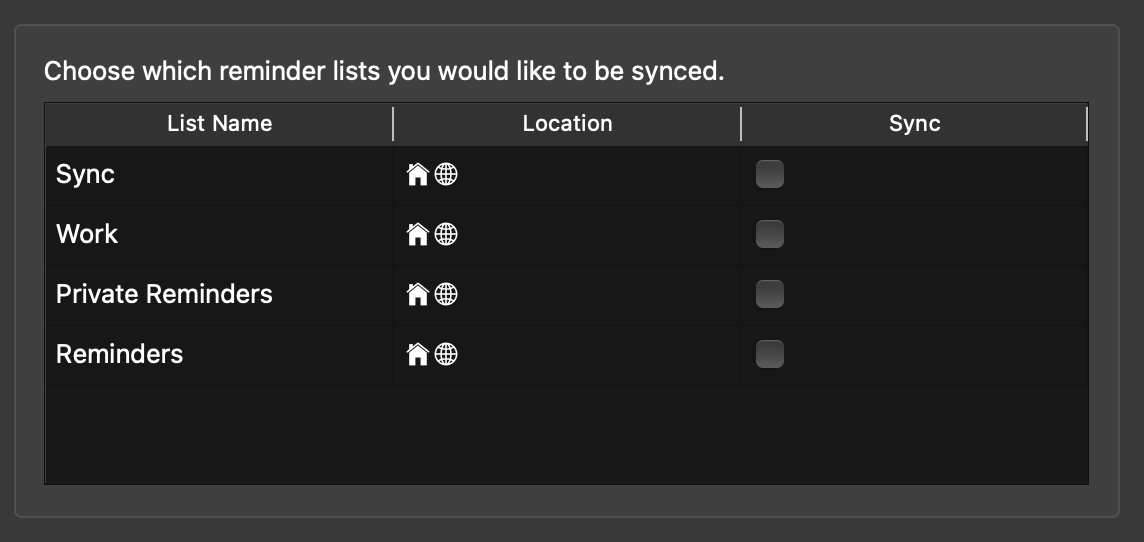 Choose which reminder lists you would like to be synced.
List Name Location Sync
Sync
Work
Private Reminders
Reminders